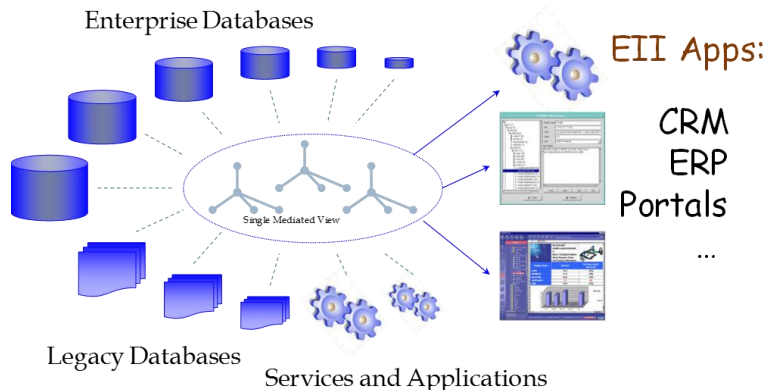 Enterprise Databases
EII Apps:
CRM
ERP
Portals
...
Single Mediated View
Legacy Databases
Services and Applications